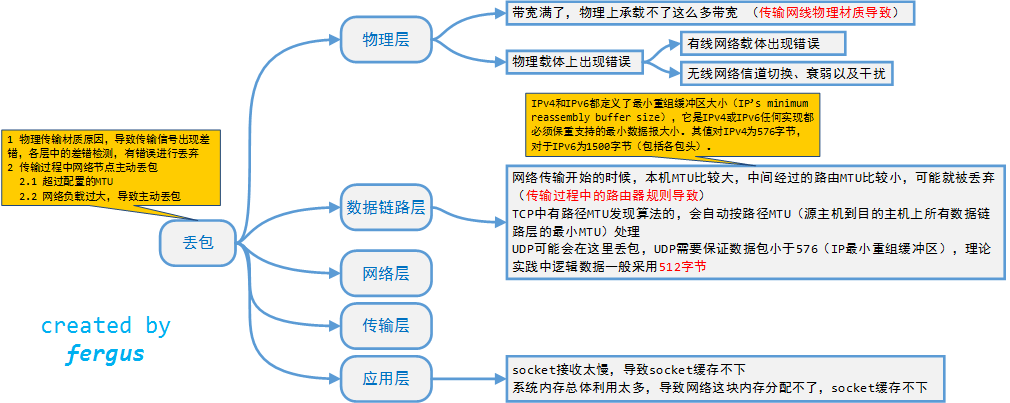 带宽满了，物理上承载不了这么多带宽 （传输网线物理材质导致）
物理层
有线网络载体出现错误
物理载体上出现错误
无线网络信道切换、衰弱以及干扰
IPv4和IPv6都定义了最小重组缓冲区大小（IP's minimum
reassembly buffer size），它是IPv4或IPv6任何实现都
必须保重支持的最小数据报大小。其值对IPv4为576字节，
对于IPv6为1500字节（包括各包头）.
1 物理传输材质原因，导致传输信号出现差
错，各层中的差错检测，有错误进行丢弃
2 传输过程中网络节点主动丢包
2.1 超过配置的MTU
2.2 网络负载过大，导致主动丢包
丢包
数据链路层
网络传输开始的时候，本机MTU比较大，中间经过的路由MTU比较小，可能就被丢弃
（传输过程中的路由器规则导致）
TCP中有路径MTU发现算法的，会自动按路径MTU（源主机到目的主机上所有数据链
路层的最小MTU）处理
UDP可能会在这里丢包，UDP需要保证数据包小于576（IP最小重组缓冲区），理论
实践中逻辑数据一般采用512字节
网络层
传输层
应用层
socket接收太慢，导致socket缓存不下
系统内存总体利用太多，导致网络这块内存分配不了，socket缓存不下
created by
fergus